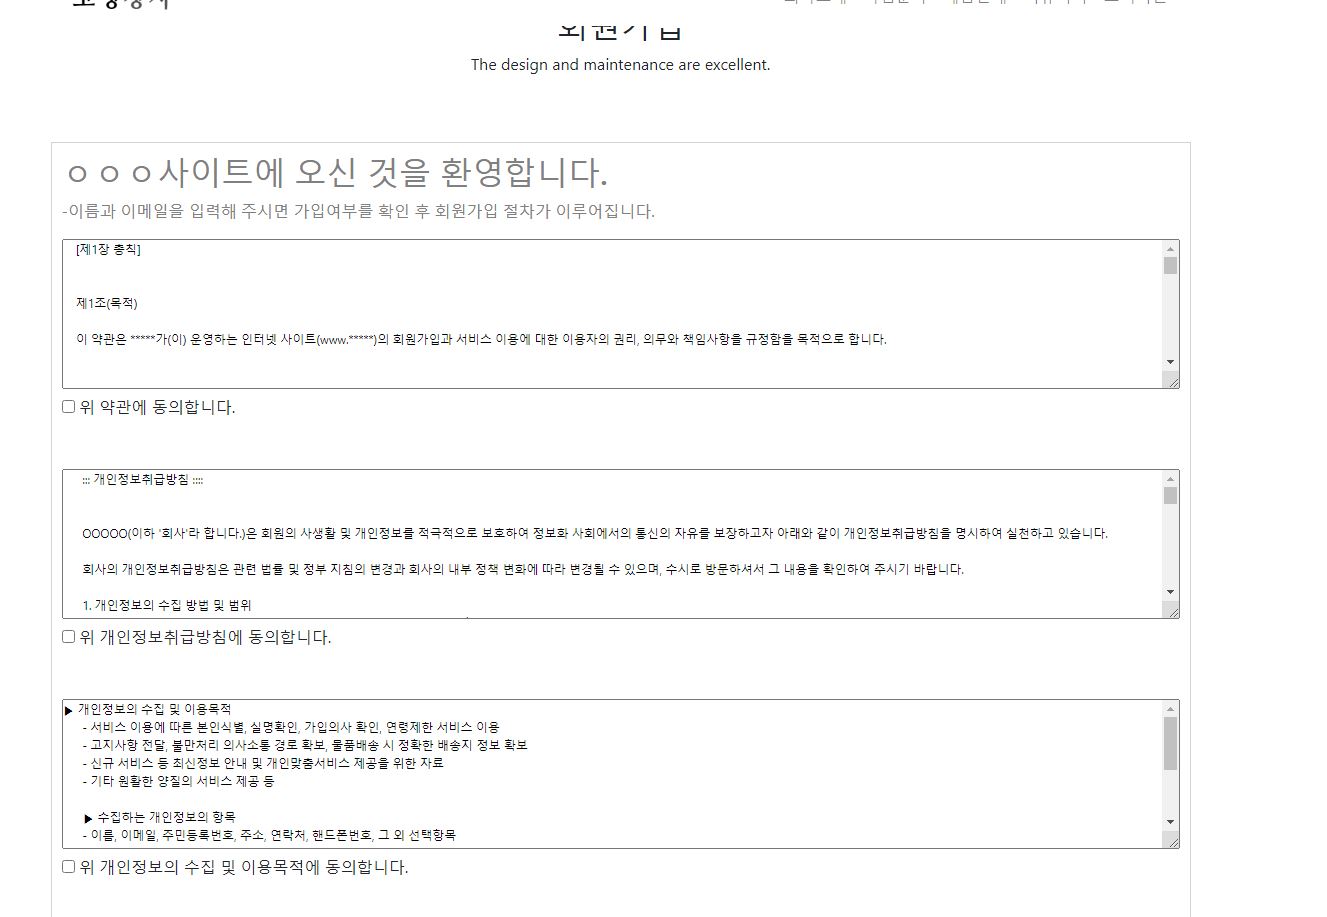 회원가입
The design and maintenance are excellent.
ㅇㅇㅇ사이트에 오신 것을 환영합니다.
-이름과 이메일을 입력해 주시면 가입여부를 확인 후 회원가입 절차가 이루어집니다.
[제1장 총칙]
제1조(목적)
이 약관은 *****가(이) 운영하는 인터넷 사이트(www.*****)의 회원가입과 서비스 이용에 대한 이용자의 권리, 의무와 책임사항을 규정함을 목적으로 합니다.
위 약관에 동의합니다.
::: 개인정보취급방침 ::::
OOOOO(이하 '회사'라 합니다.)은 회원의 사생활 및 개인정보를 적극적으로 보호하여 정보화 사회에서의 통신의 자유를 보장하고자 아래와 같이 개인정보취급방침을 명시하여 실천하고 있습니다.
회사의 개인정보취급방침은 관련 법률 및 정부 지침의 변경과 회사의 내부 정책 변화에 따라 변경될 수 있으며, 수시로 방문하셔서 그 내용을 확인하여 주시기 바랍니다.
1. 개인정보의 수집 방법 및 범위
위 개인정보취급방침에 동의합니다.
▶ 개인정보의 수집 및 이용목적
- 서비스 이용에 따른 본인식별, 실명확인, 가입의사 확인, 연령제한 서비스 이용
- 고지사항 전달, 불만처리 의사소통 경로 확보, 물품배송 시 정확한 배송지 정보 확보
- 신규 서비스 등 최신정보 안내 및 개인맞춤서비스 제공을 위한 자료
- 기타 원활한 양질의 서비스 제공 등
▶ 수집하는 개인정보의 항목
- 이름, 이메일, 주민등록번호, 주소, 연락처, 핸드폰번호, 그 외 선택항목
위 개인정보의 수집 및 이용목적에 동의합니다.